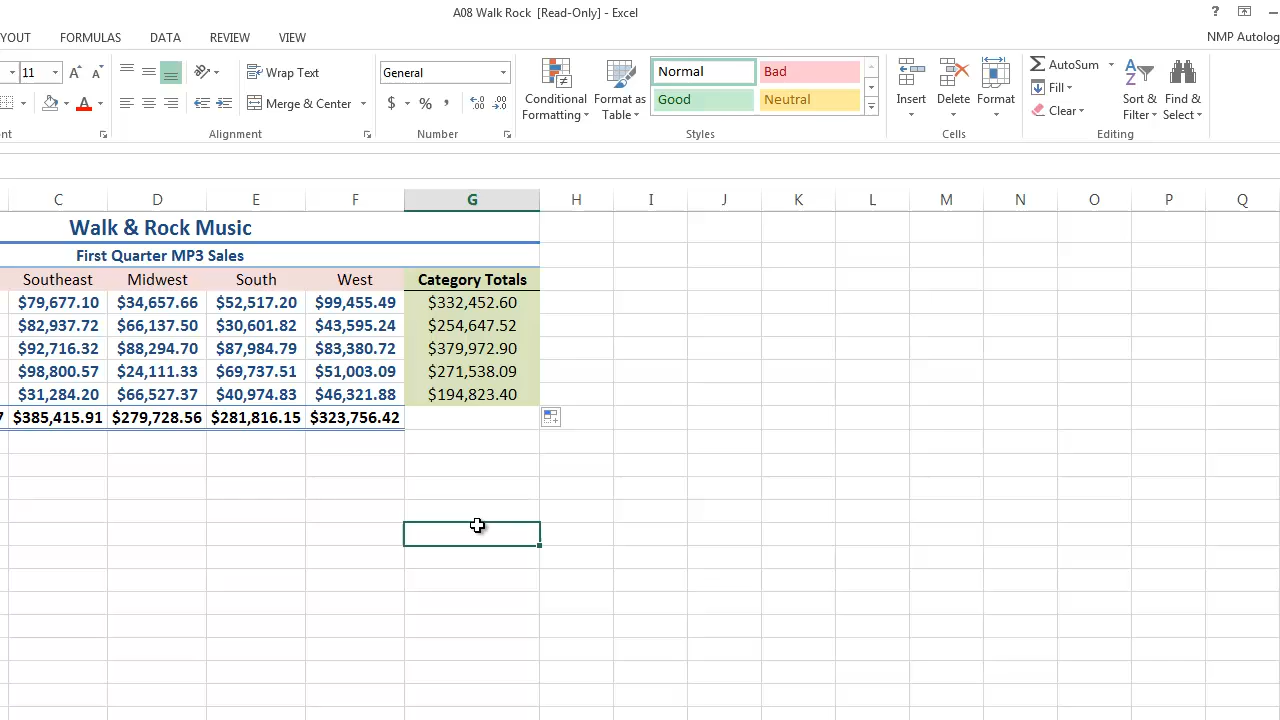 A08 Walk Rock [Read-Only] - Excel
?
YOUT FORMULAS DATA REVIEW VIEW
NMP Autolog
11 A A Wrap Text General
Conditional Formatting
Format as Table
Normal Bad
Good Neutral
Insert Delete Format
AutoSum
Fill
Clear
A Z Sort & Filter
Find & Select
A Merge & Center $ % , .0 .00 .00 .0
nt Alignment Number Styles Cells Editing
C D E F G H I J K L M N O P Q
Walk & Rock Music
First Quarter MP3 Sales
Southeast Midwest South West Category Totals
$79,677.10 $34,657.66 $52,517.20 $99,455.49 $332,452.60
$82,937.72 $66,137.50 $30,601.82 $43,595.24 $254,647.52
$92,716.32 $88,294.70 $87,984.79 $83,380.72 $379,972.90
$98,800.57 $24,111.33 $69,737.51 $51,003.09 $271,538.09
$31,284.20 $66,527.37 $40,974.83 $46,321.88 $194,823.40
7 $385,415.91 $279,728.56 $281,816.15 $323,756.42